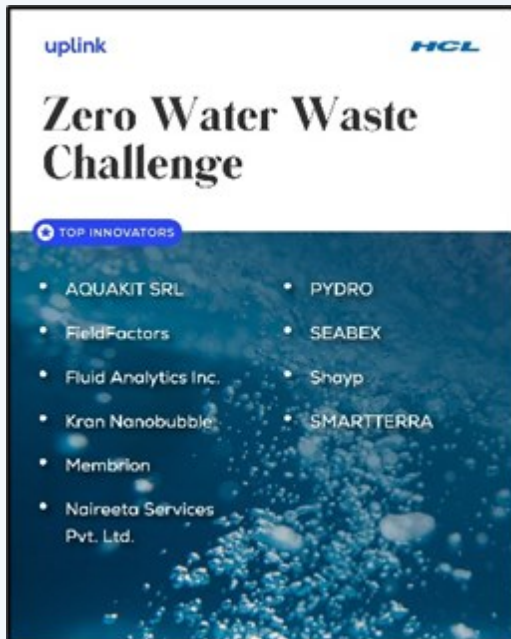 uplink
HCL
Zero Water Waste
Challenge
TOP INNOVATORS
• AQUAKIT SRL
• FieldFactors
• Fluid Analytics Inc.
• Kran Nanobubble
• Membrion
• Naireeta Services
Pvt. Ltd.
• PYDRO
• SEABEX
• Shayp
• SMARTTERRA